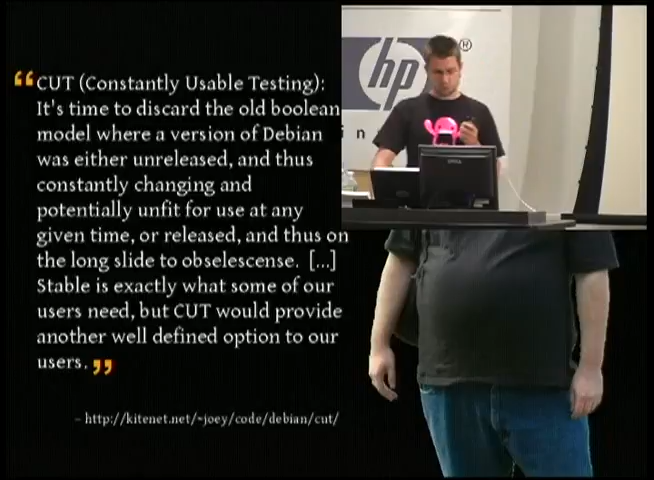 “CUT (Constantly Usable Testing):
It's time to discard the old boolean
model where a version of Debian
was either unreleased, and thus
constantly changing and
potentially unfit for use at any
given time, or released, and thus on
the long slide to obselescense. [...]
Stable is exactly what some of our
users need, but CUT would provide
another well defined option to our
users.”
– http://kitenet.net/~joey/code/debian/cut/
hp®
i n